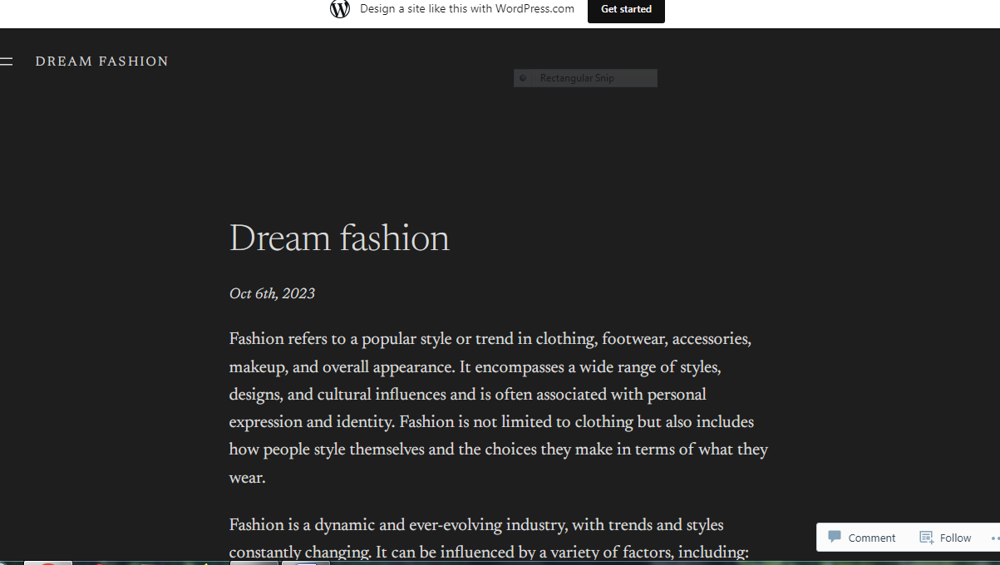 Design a site like this with WordPress.com
Get started
DREAM FASHION
Rectangular Snip
Dream fashion
Oct 6th, 2023
Fashion refers to a popular style or trend in clothing, footwear, accessories,
makeup, and overall appearance. It encompasses a wide range of styles,
designs, and cultural influences and is often associated with personal
expression and identity. Fashion is not limited to clothing but also includes
how people style themselves and the choices they make in terms of what they
wear.
Fashion is a dynamic and ever-evolving industry, with trends and styles
constantly changing. It can be influenced by a variety of factors, including:
Comment
Follow